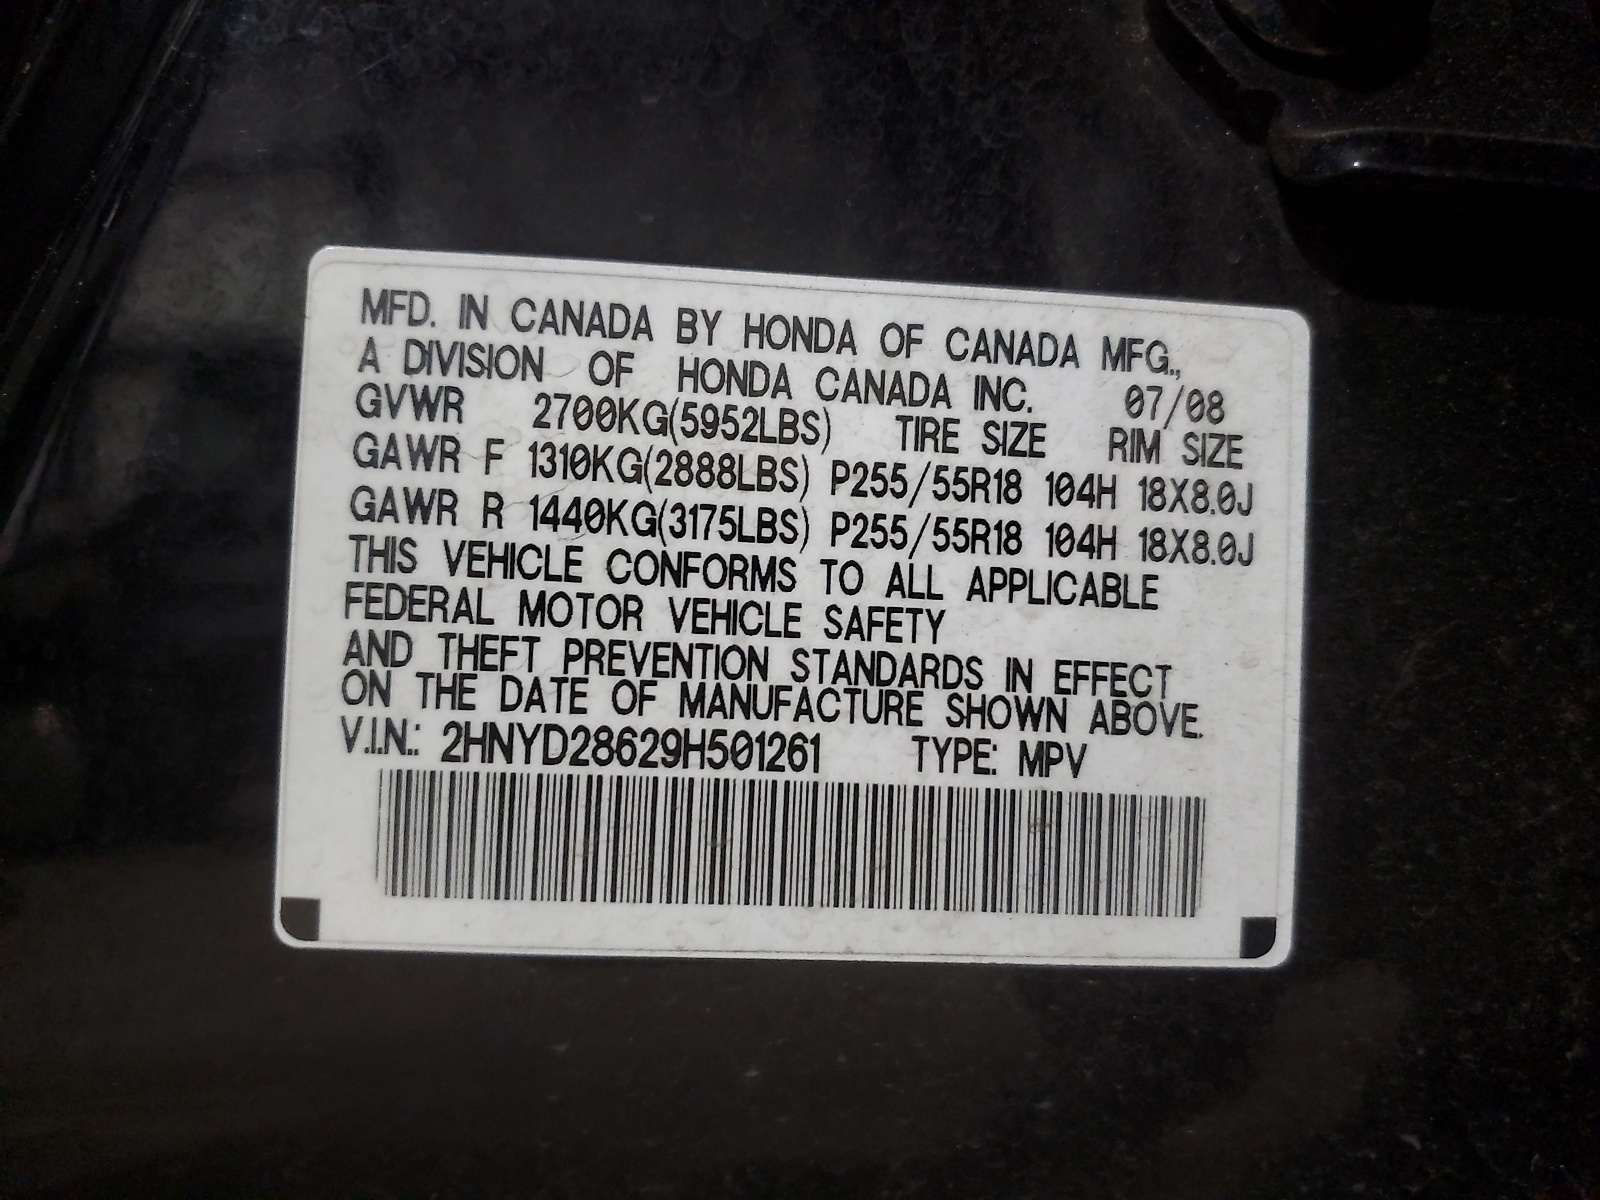 MFD. IN CANADA BY HONDA OF CANADA MFG.,
A DIVISION OF HONDA CANADA INC. 07/08
GVWR 2700KG(5952LBS) TIRE SIZE RIM SIZE
GAWR F 1310KG(2888LBS) P255/55R18 104H 18X8.0J
GAWR R 1440KG(3175LBS) P255/55R18 104H 18X8.0J
THIS VEHICLE CONFORMS TO ALL APPLICABLE
FEDERAL MOTOR VEHICLE SAFETY
AND THEFT PREVENTION STANDARDS IN EFFECT
ON THE DATE OF MANUFACTURE SHOWN ABOVE.
V.I.N.: 2HNYD28629H501261 TYPE: MPV